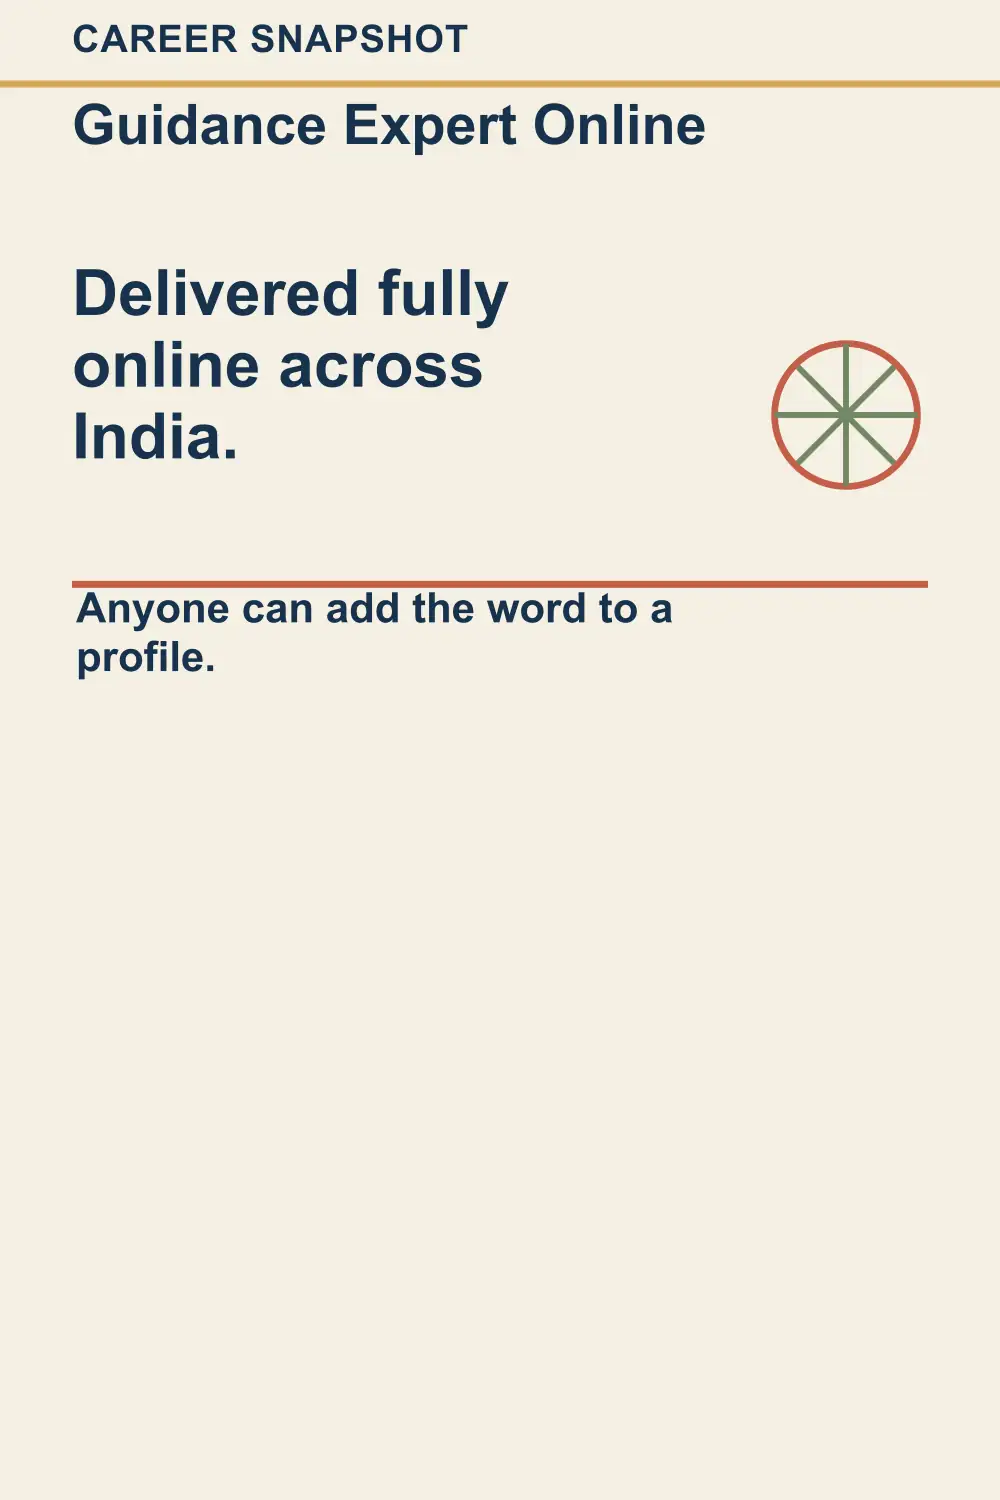 CAREER SNAPSHOT
Guidance Expert Online
Delivered fully
online across
India.
Anyone can add the word to a
profile.